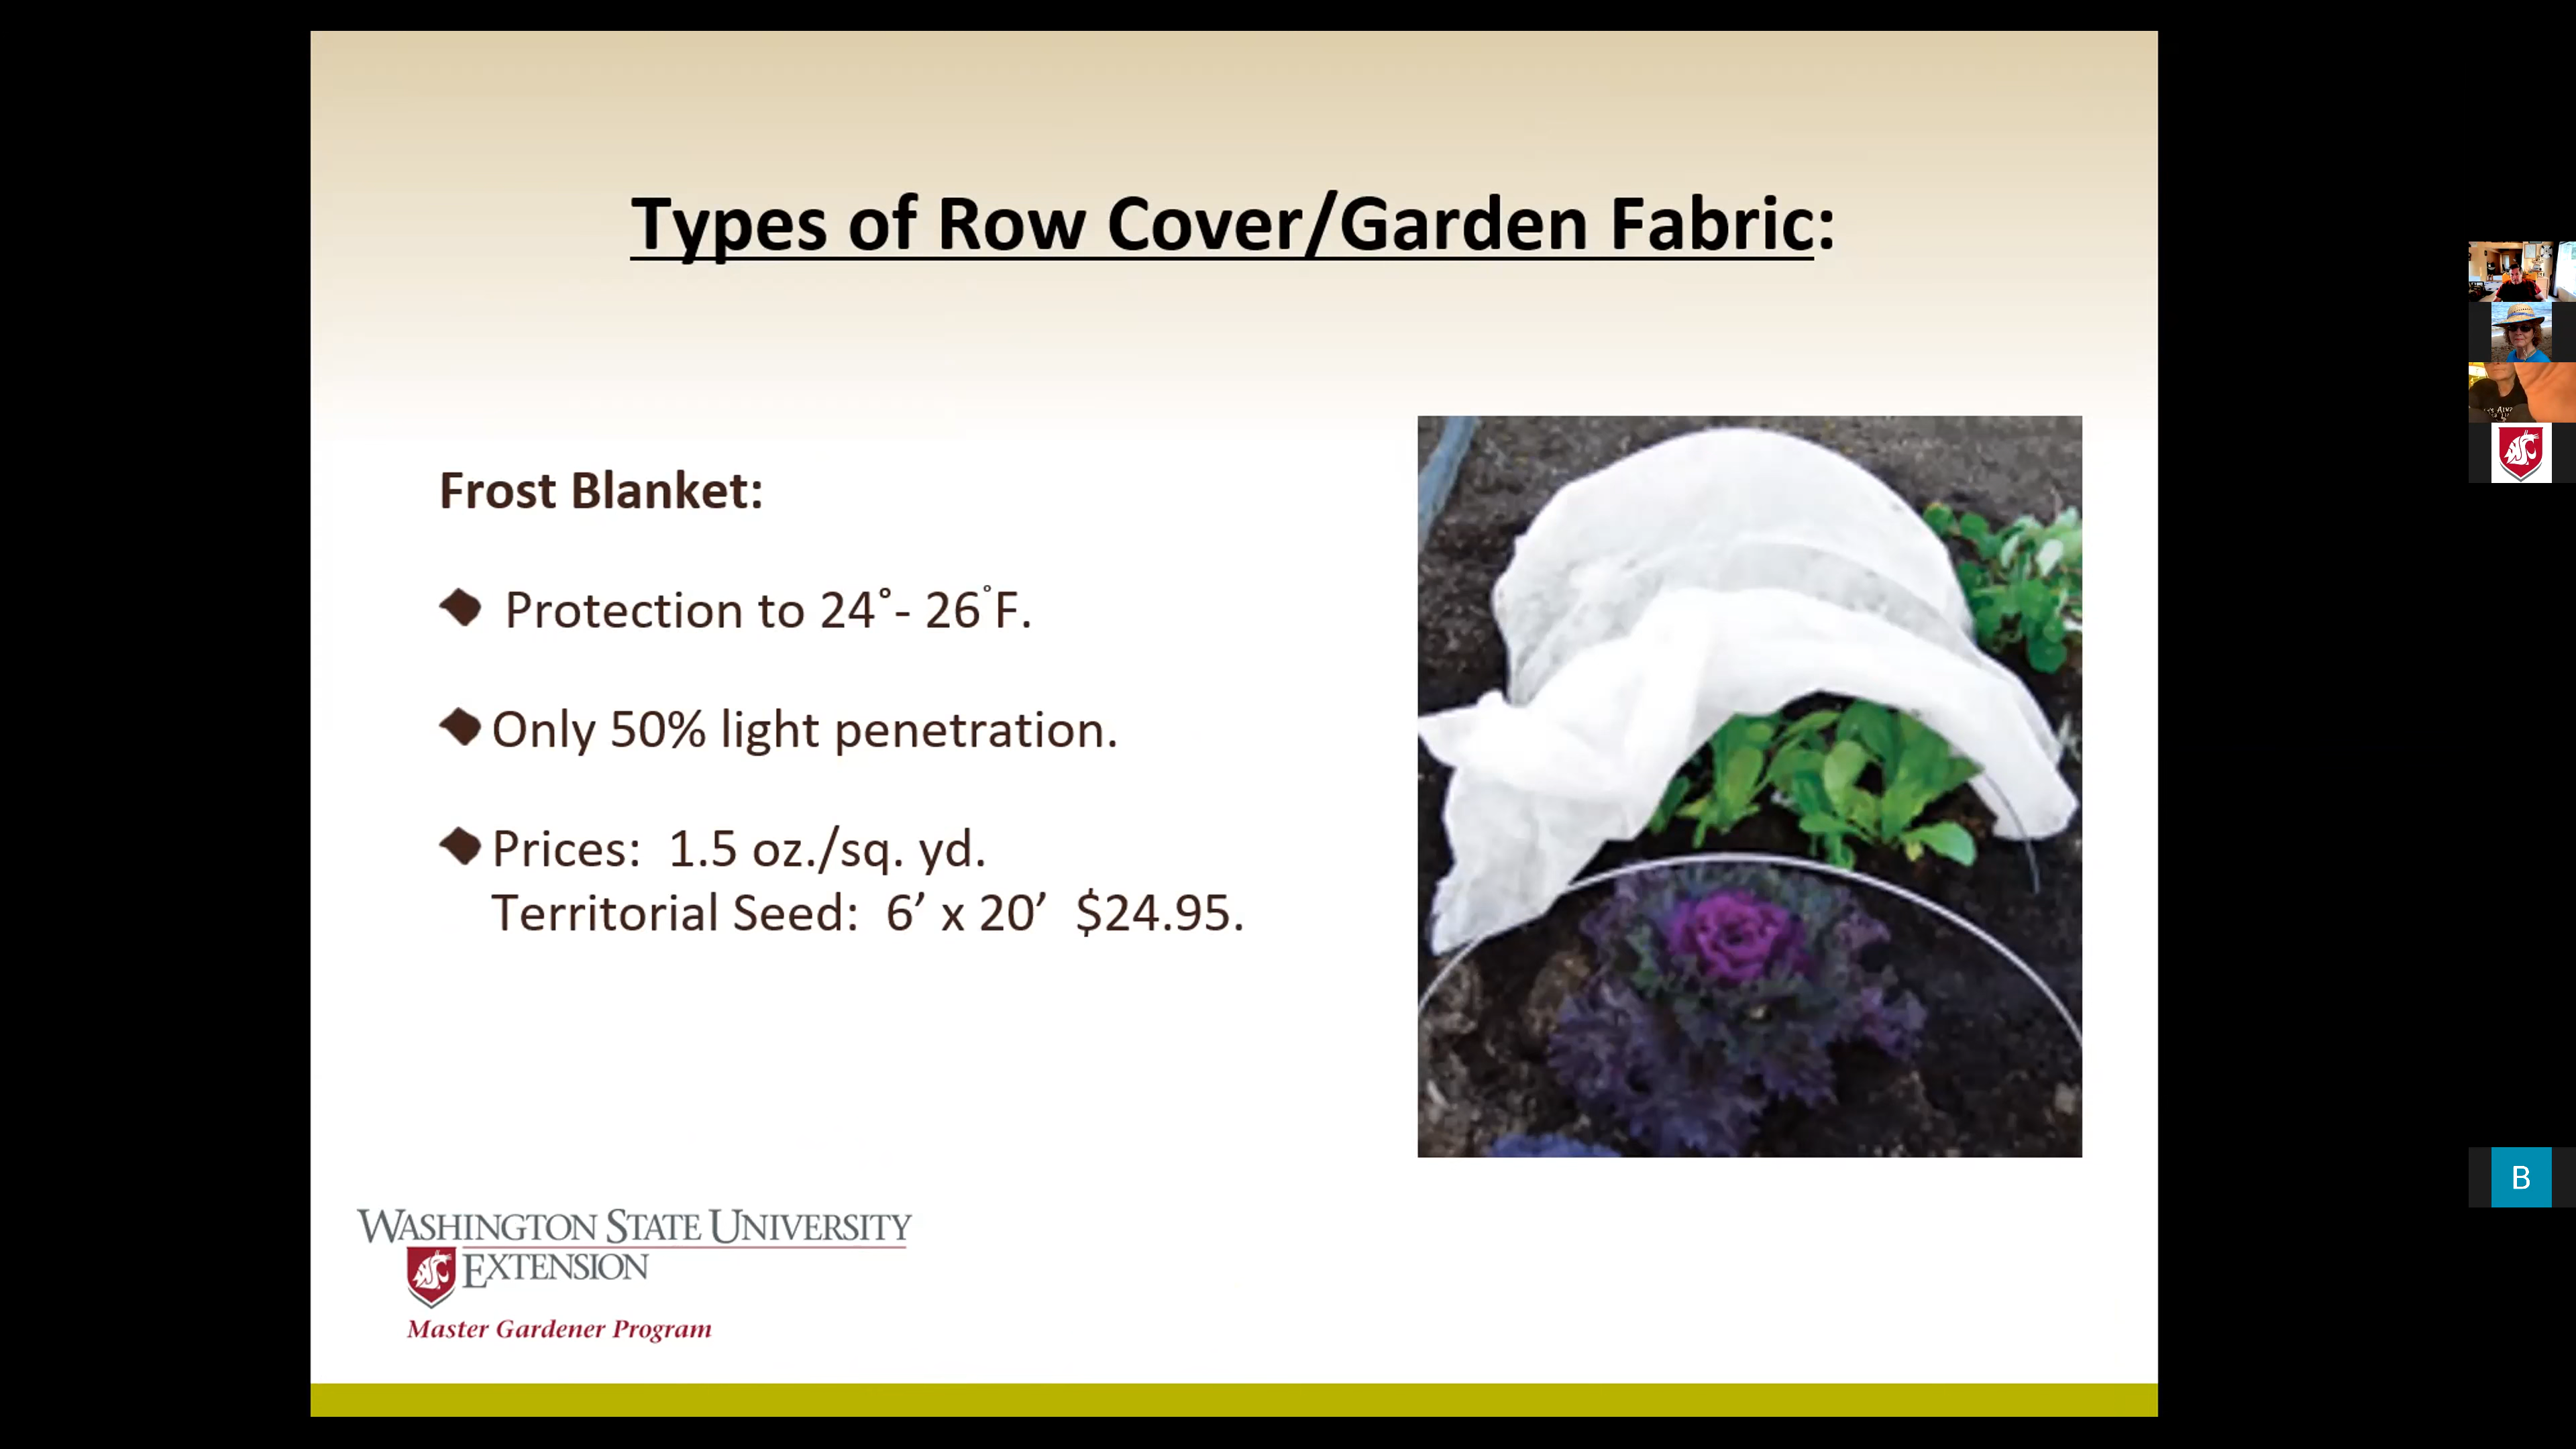 Types of Row Cover/Garden Fabric:
Frost Blanket:
Protection to 24°- 26°F.
Only 50% light penetration.
Prices:  1.5 oz./sq. yd.
Territorial Seed:  6’ x 20’  $24.95.
WASHINGTON STATE UNIVERSITY
EXTENSION
Master Gardener Program
B